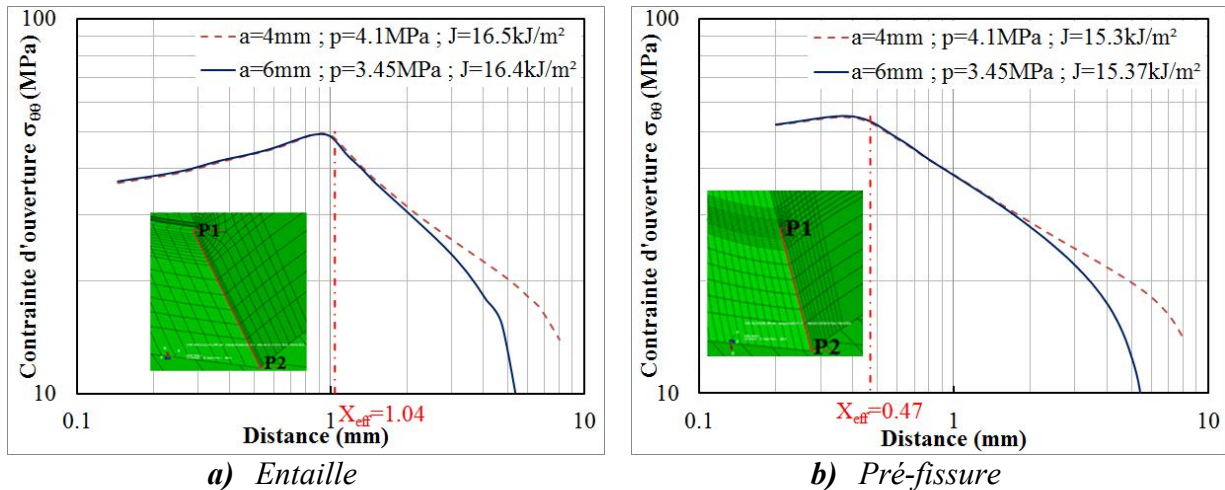 100
100
a=4mm ; p=4.1MPa ; J=16.5kJ/m²
a=6mm ; p=3.45MPa ; J=16.4kJ/m²
a=4mm ; p=4.1MPa ; J=15.3kJ/m²
a=6mm ; p=3.45MPa ; J=15.37kJ/m²
Contrainte d'ouverture σθθ (MPa)
Contrainte d'ouverture σθθ (MPa)
P1
P2
P1
P2
10
10
0.1
1
10
0.1
1
10
Xeff=1.04
Xeff=0.47
Distance (mm)
Distance (mm)
a) Entaille
b) Pré-fissure